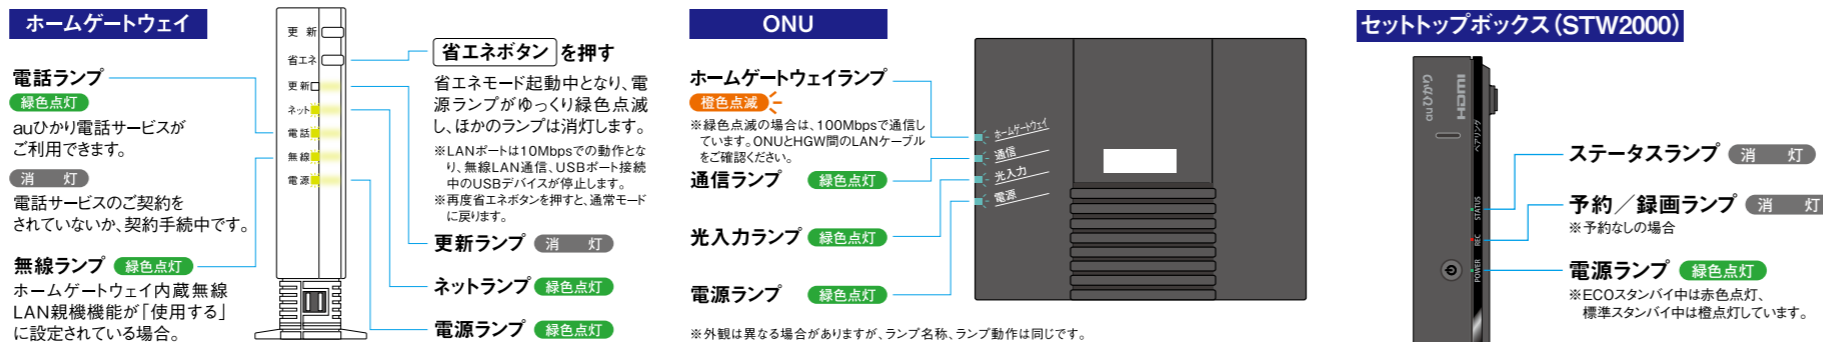 ホームゲートウェイ
電話ランプ
緑色点灯
auひかり電話サービスが
ご利用できます。
消 灯
電話サービスのご契約を
されていないか、契約手続中です。
無線ランプ 緑色点灯
ホームゲートウェイ内蔵無線
LAN親機機能が「使用する」
に設定されている場合。
更 新
省エネ
更新
ネット
電話
無線
電源
省エネボタン を押す
省エネモード起動中となり、電
源ランプがゆっくり緑色点滅
し、ほかのランプは消灯します。
※LANポートは10Mbpsでの動作とな
り、無線LAN通信、USBポート接続
中のUSBデバイスが停止します。
※再度省エネボタンを押すと、通常モード
に戻ります。
更新ランプ 消 灯
ネットランプ 緑色点灯
電源ランプ 緑色点灯
ONU
ホームゲートウェイランプ
橙色点滅
※緑色点滅の場合は、100Mbpsで通信し
ています。ONUとHGW間のLANケーブル
をご確認ください。
通信ランプ 緑色点灯
光入力ランプ 緑色点灯
電源ランプ 緑色点灯
ホームゲートウェイ
通信
光入力
電源
※外観は異なる場合がありますが、ランプ名称、ランプ動作は同じです。
セットトップボックス（STW2000）
auひかり
HDMI
ペアリング
STATUS
REC
POWER
ステータスランプ 消 灯
予約／録画ランプ 消 灯
※予約なしの場合
電源ランプ 緑色点灯
※ECOスタンバイ中は赤色点灯、
標準スタンバイ中は橙点灯しています。